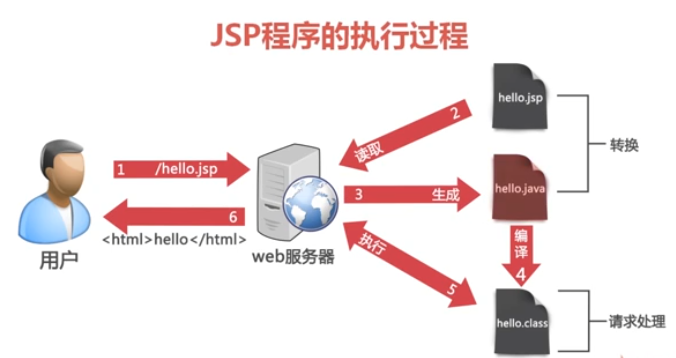 JSP程序的执行过程
hello.jsp
2
读取
转换
1 /hello.jsp
3 生成
hello.java
6
<html>hello</html>
用户
web服务器
编译
4
执行
5
hello.class
请求处理